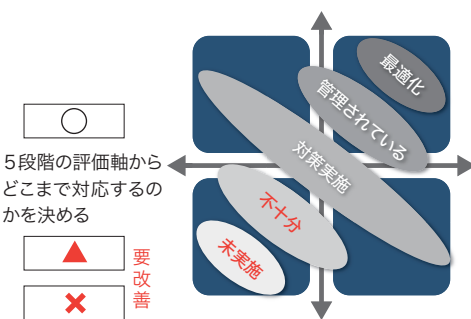 ○
5段階の評価軸から
どこまで対応するの
かを決める
▲
×
要改善
最適化
管理されている
対策実施
不十分
未実施